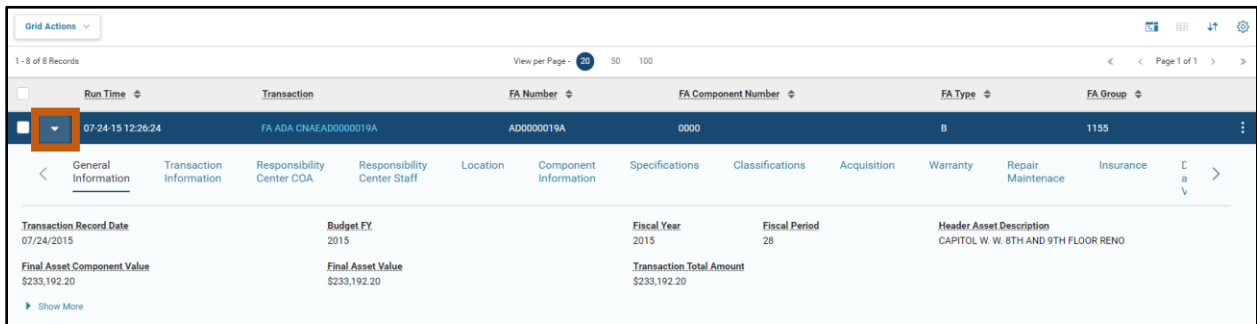 Grid Actions
1 - 8 of 8 Records View per Page - 20 50 100 Page 1 of 1
Run Time Transaction FA Number FA Component Number FA Type FA Group
07-24-15 12:26:24 FA ADA CNAEAD0000019A AD0000019A 0000 B 1155
General Transaction Responsibility Responsibility Location Component Specifications Classifications Acquisition Warranty Repair Insurance D
Information Information Center COA Center Staff Information Maintenace a
V
Transaction Record Date Budget FY Fiscal Year Fiscal Period Header Asset Description
07/24/2015 2015 2015 28 CAPITOL W. W. 8TH AND 9TH FLOOR RENO
Final Asset Component Value Final Asset Value Transaction Total Amount
$233,192.20 $233,192.20 $233,192.20
Show More